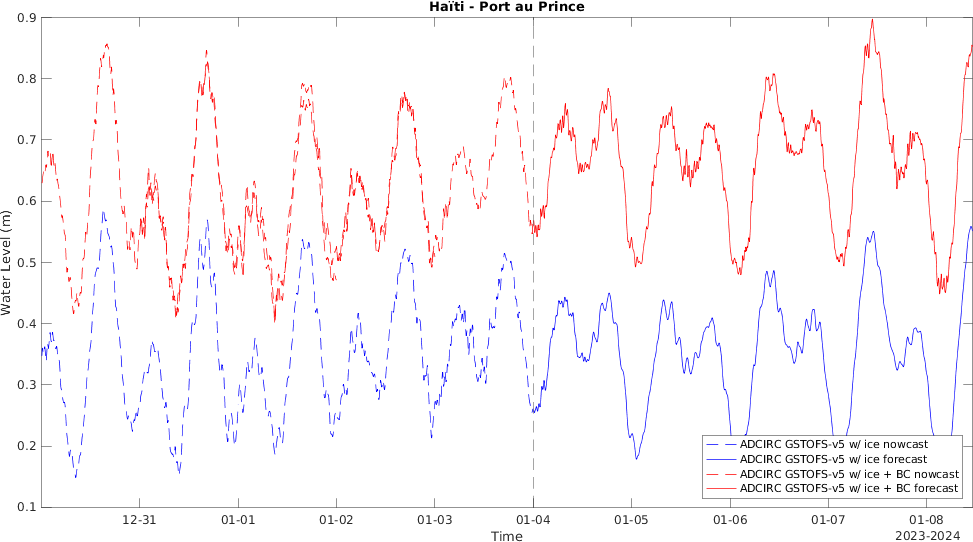 Haïti - Port au Prince
Water Level (m)
0.9
0.8
0.7
0.6
0.5
0.4
0.3
0.2
0.1
ADCIRC GSTOFS-v5 w/ ice nowcast
ADCIRC GSTOFS-v5 w/ ice forecast
ADCIRC GSTOFS-v5 w/ ice + BC nowcast
ADCIRC GSTOFS-v5 w/ ice + BC forecast
12-31 01-01 01-02 01-03 01-04 01-05 01-06 01-07 01-08
Time
2023-2024